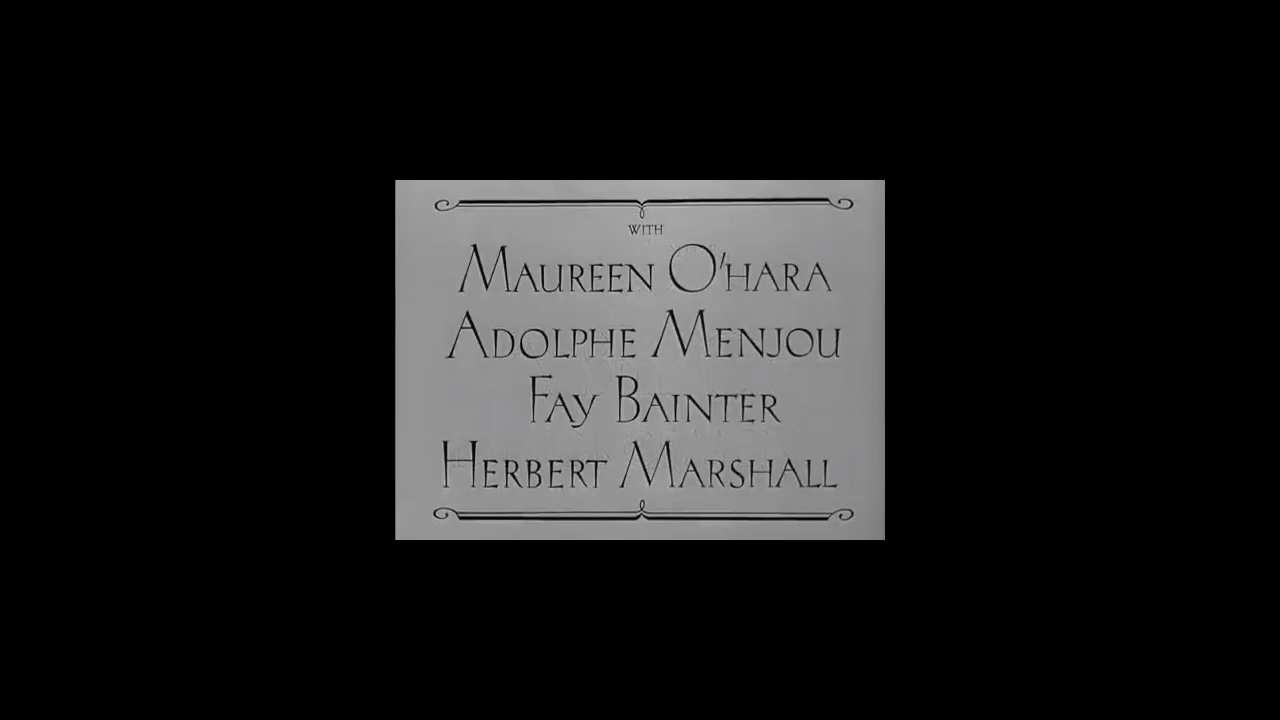 WITH
MAUREEN O'HARA
ADOLPHE MENJOU
FAY BAINTER
HERBERT MARSHALL